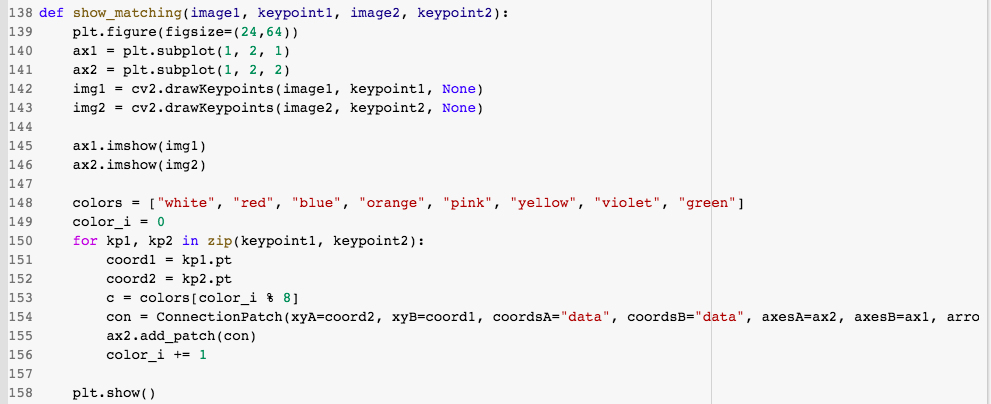 138 def show_matching(image1, keypoint1, image2, keypoint2):
139     plt.figure(figsize=(24,64))
140     ax1 = plt.subplot(1, 2, 1)
141     ax2 = plt.subplot(1, 2, 2)
142     img1 = cv2.drawKeypoints(image1, keypoint1, None)
143     img2 = cv2.drawKeypoints(image2, keypoint2, None)
144
145     ax1.imshow(img1)
146     ax2.imshow(img2)
147
148     colors = ["white", "red", "blue", "orange", "pink", "yellow", "violet", "green"]
149     color_i = 0
150     for kp1, kp2 in zip(keypoint1, keypoint2):
151         coord1 = kp1.pt
152         coord2 = kp2.pt
153         c = colors[color_i % 8]
154         con = ConnectionPatch(xyA=coord2, xyB=coord1, coordsA="data", coordsB="data", axesA=ax2, axesB=ax1, arro
155         ax2.add_patch(con)
156         color_i += 1
157
158     plt.show()